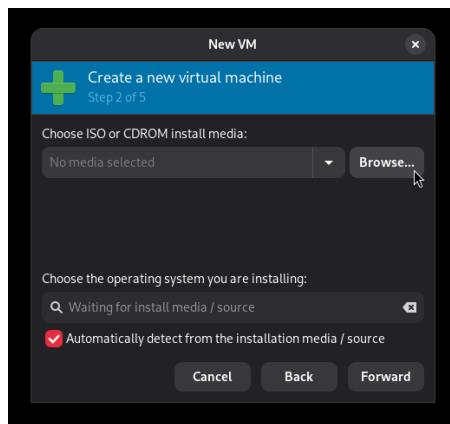 New VM
Create a new virtual machine
Step 2 of 5
Choose ISO or CDROM install media:
No media selected
Browse...
Choose the operating system you are installing:
Waiting for install media / source
Automatically detect from the installation media / source
Cancel Back Forward